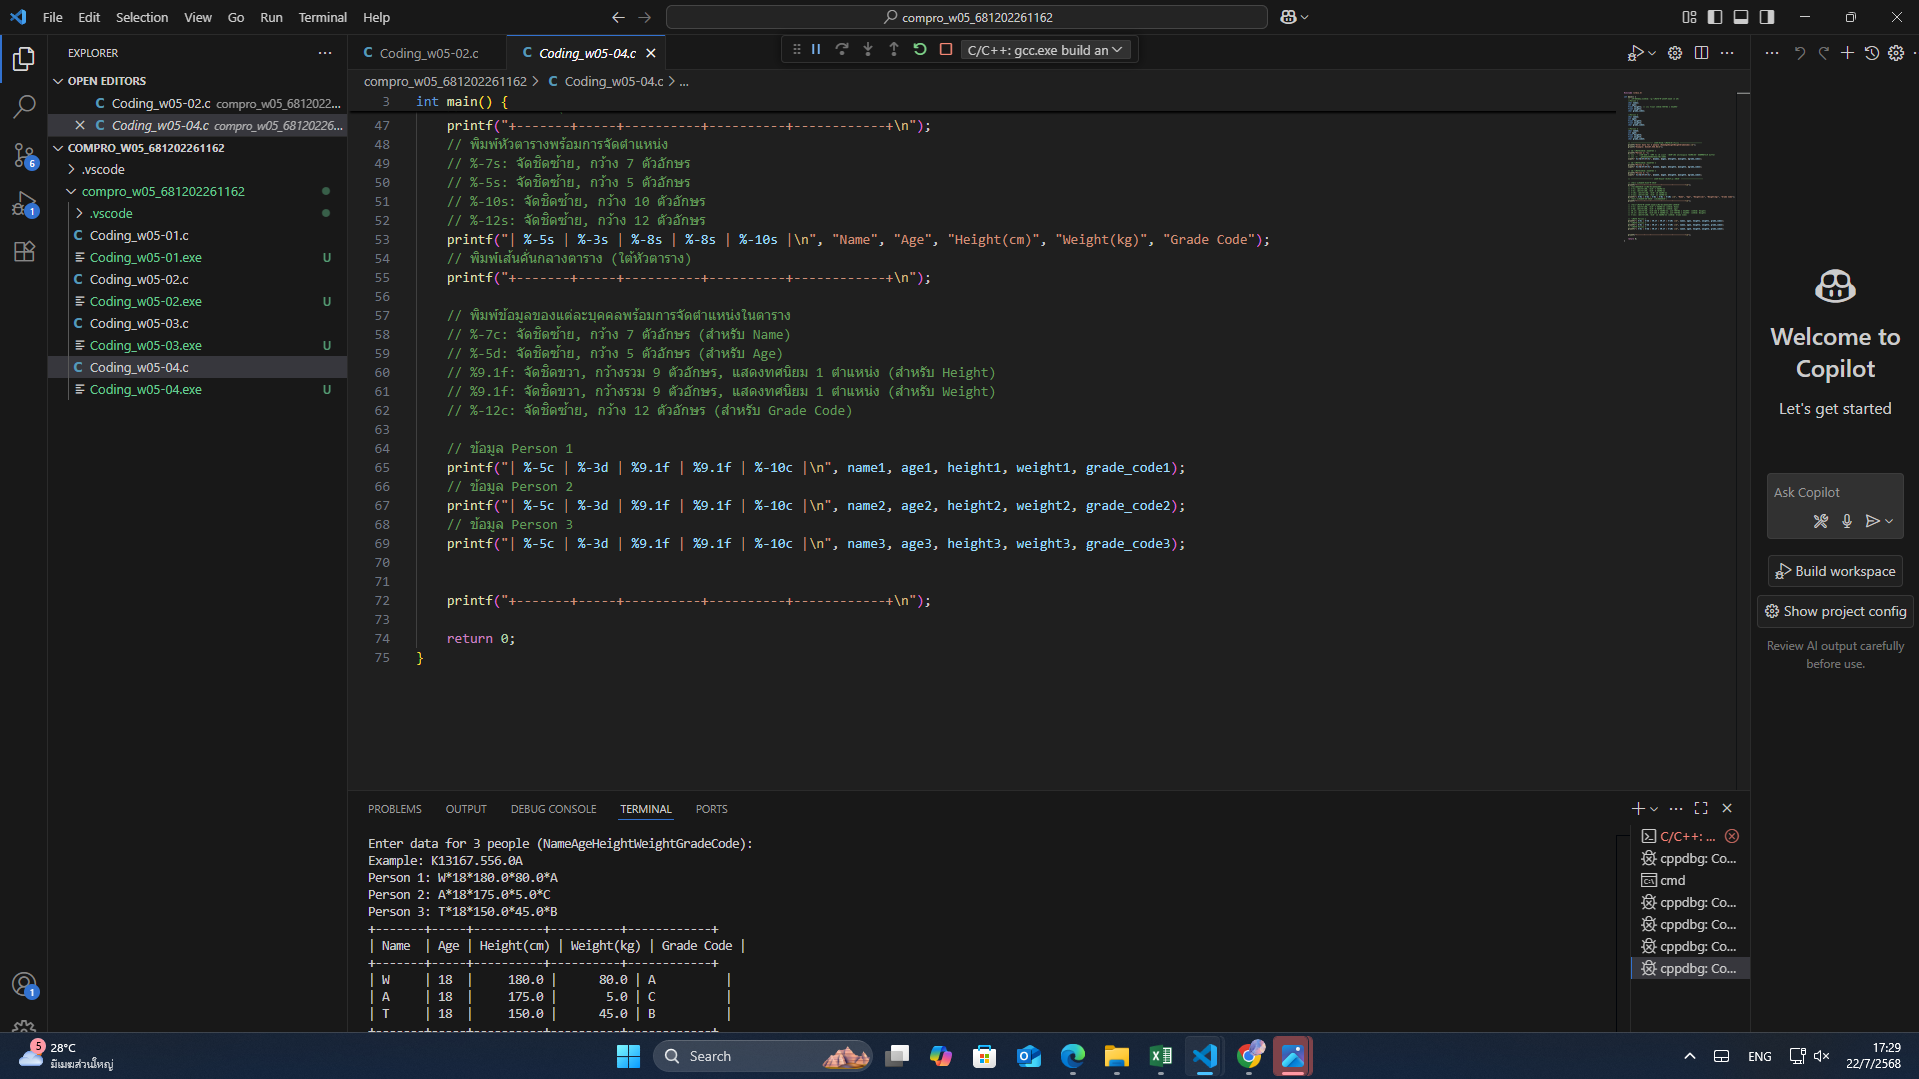 File Edit Selection View Go Run Terminal Help
compro_w05_681202261162
EXPLORER
OPEN EDITORS
Coding_w05-02.c compro_w05_6812022...
Coding_w05-04.c compro_w05_68120226...
COMPRO_W05_681202261162
.vscode
compro_w05_681202261162
.vscode
Coding_w05-01.c
Coding_w05-01.exe U
Coding_w05-02.c
Coding_w05-02.exe U
Coding_w05-03.c
Coding_w05-03.exe U
Coding_w05-04.c
Coding_w05-04.exe U
6
1
1
Coding_w05-02.c Coding_w05-04.c
C/C++: gcc.exe build an
compro_w05_681202261162 > Coding_w05-04.c > ...
3 int main() {
47 printf("+-------+-----+----------+----------+------------+\n");
48 // พิมพ์หัวตารางพร้อมการจัดตำแหน่ง
49 // %-7s: จัดชิดซ้าย, กว้าง 7 ตัวอักษร
50 // %-5s: จัดชิดซ้าย, กว้าง 5 ตัวอักษร
51 // %-10s: จัดชิดซ้าย, กว้าง 10 ตัวอักษร
52 // %-12s: จัดชิดซ้าย, กว้าง 12 ตัวอักษร
53 printf("| %-5s | %-3s | %-8s | %-8s | %-10s |\n", "Name", "Age", "Height(cm)", "Weight(kg)", "Grade Code");
54 // พิมพ์เส้นคั่นกลางตาราง (ใต้หัวตาราง)
55 printf("+-------+-----+----------+----------+------------+\n");
56
57 // พิมพ์ข้อมูลของแต่ละบุคคลพร้อมการจัดตำแหน่งในตาราง
58 // %-7c: จัดชิดซ้าย, กว้าง 7 ตัวอักษร (สำหรับ Name)
59 // %-5d: จัดชิดซ้าย, กว้าง 5 ตัวอักษร (สำหรับ Age)
60 // %9.1f: จัดชิดขวา, กว้างรวม 9 ตัวอักษร, แสดงทศนิยม 1 ตำแหน่ง (สำหรับ Height)
61 // %9.1f: จัดชิดขวา, กว้างรวม 9 ตัวอักษร, แสดงทศนิยม 1 ตำแหน่ง (สำหรับ Weight)
62 // %-12c: จัดชิดซ้าย, กว้าง 12 ตัวอักษร (สำหรับ Grade Code)
63
64 // ข้อมูล Person 1
65 printf("| %-5c | %-3d | %9.1f | %9.1f | %-10c |\n", name1, age1, height1, weight1, grade_code1);
66 // ข้อมูล Person 2
67 printf("| %-5c | %-3d | %9.1f | %9.1f | %-10c |\n", name2, age2, height2, weight2, grade_code2);
68 // ข้อมูล Person 3
69 printf("| %-5c | %-3d | %9.1f | %9.1f | %-10c |\n", name3, age3, height3, weight3, grade_code3);
70
71
72 printf("+-------+-----+----------+----------+------------+\n");
73
74 return 0;
75 }
Welcome to
Copilot
Let's get started
Ask Copilot
Build workspace
Show project config
Review AI output carefully
before use.
PROBLEMS OUTPUT DEBUG CONSOLE TERMINAL PORTS
Enter data for 3 people (NameAgeHeightWeightGradeCode):
Example: K13167.556.0A
Person 1: W*18*180.0*80.0*A
Person 2: A*18*175.0*5.0*C
Person 3: T*18*150.0*45.0*B
+-------+-----+----------+----------+------------+
| Name  | Age | Height(cm) | Weight(kg) | Grade Code |
+-------+-----+----------+----------+------------+
| W     | 18  |     180.0 |      80.0 | A          |
| A     | 18  |     175.0 |       5.0 | C          |
| T     | 18  |     150.0 |      45.0 | B          |
+-------+-----+----------+----------+------------+
C/C++: ...
cppdbg: Co...
cmd
cppdbg: Co...
cppdbg: Co...
cppdbg: Co...
cppdbg: Co...
5
28°C
มีเมฆส่วนใหญ่
Search
ENG
17:29
22/7/2568